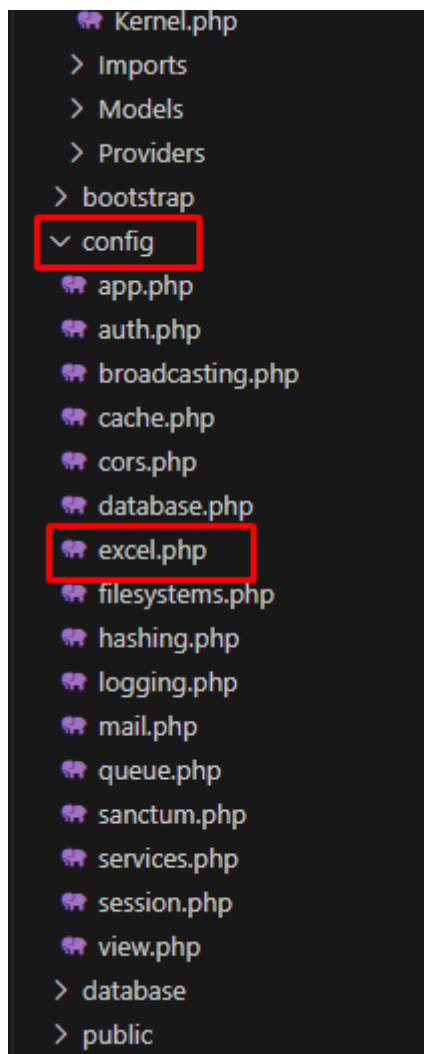 Kernel.php
Imports
Models
Providers
bootstrap
config
app.php
auth.php
broadcasting.php
cache.php
cors.php
database.php
excel.php
filesystems.php
hashing.php
logging.php
mail.php
queue.php
sanctum.php
services.php
session.php
view.php
database
public